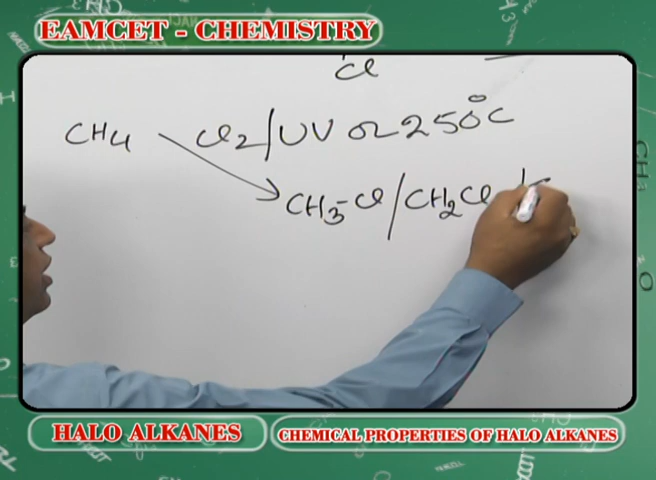 EAMCET - CHEMISTRY
Cl
CH4 Cl2/UV or 250°C
CH3-Cl/CH2Cl
HALO ALKANES
CHEMICAL PROPERTIES OF HALO ALKANES